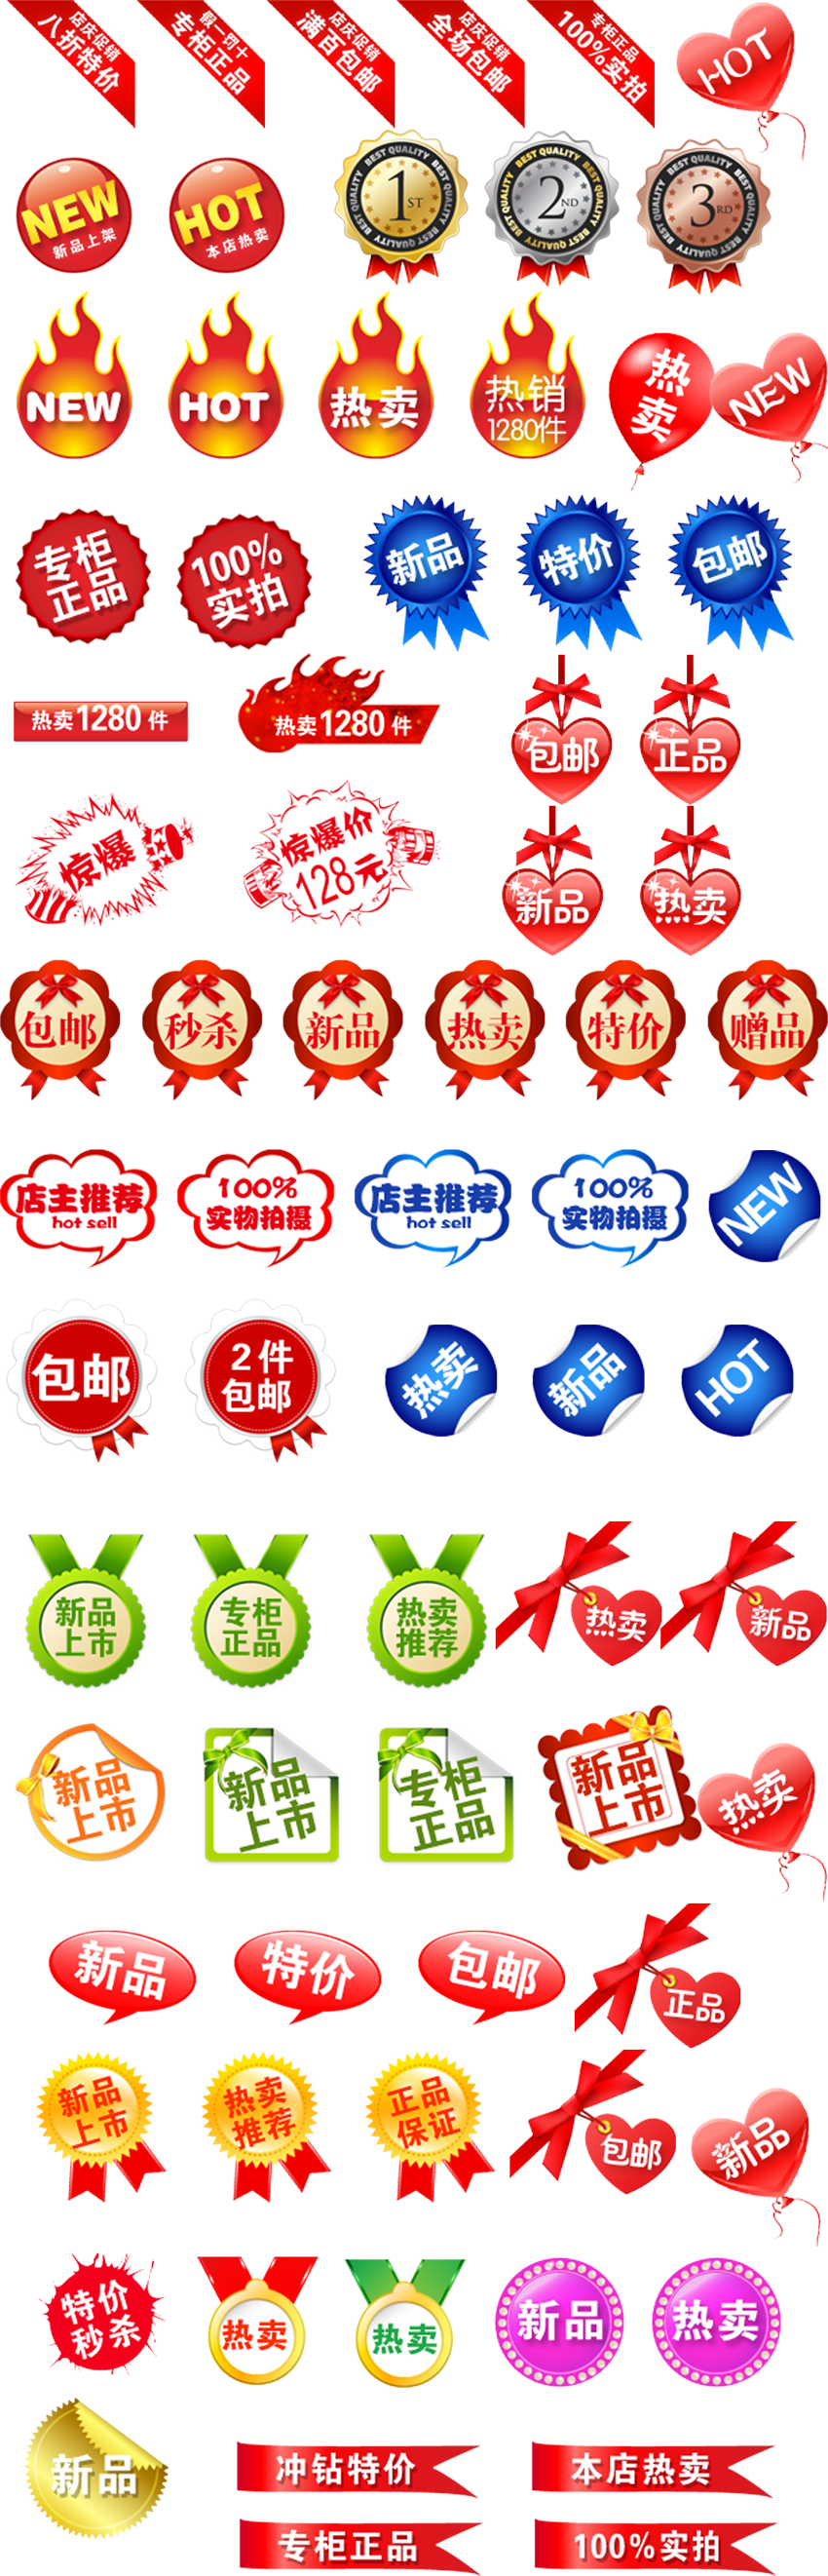 店庆促销
八折特价
假一罚十
专柜正品
店庆促销
满百包邮
店庆促销
全场包邮
专柜正品
100%实拍
HOT
NEW
新品上架
HOT
本店热卖
BEST QUALITY BEST QUALITY BEST QUALITY BEST QUALITY
1ST
BEST QUALITY BEST QUALITY BEST QUALITY BEST QUALITY
2ND
BEST QUALITY BEST QUALITY BEST QUALITY BEST QUALITY
3RD
NEW
HOT
热卖
热销
1280件
热
卖
NEW
专柜
正品
100%
实拍
新品
特价
包邮
热卖1280件
热卖1280件
包邮
正品
惊爆
惊爆价
128元
新品
热卖
包邮
秒杀
新品
热卖
特价
赠品
店主推荐
hot sell
100%
实物拍摄
店主推荐
hot sell
100%
实物拍摄
NEW
包邮
2件
包邮
热卖
新品
HOT
新品
上市
专柜
正品
热卖
推荐
热卖
新品
新品
上市
新品
上市
专柜
正品
新品
上市
热卖
新品
特价
包邮
正品
新品
上市
热卖
推荐
正品
保证
包邮
新品
特价
秒杀
热卖
热卖
新品
热卖
新品
冲钻特价
本店热卖
专柜正品
100%实拍